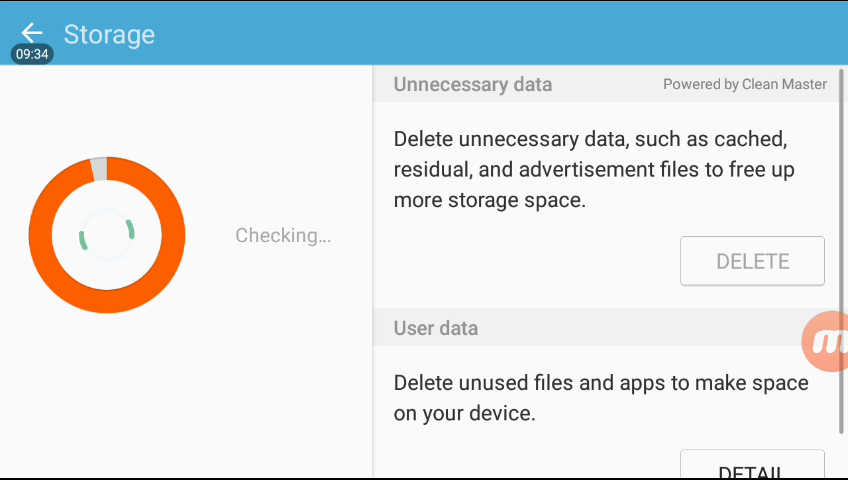 Storage
09:34
Unnecessary data
Powered by Clean Master
Delete unnecessary data, such as cached,
residual, and advertisement files to free up
more storage space.
Checking...
DELETE
User data
Delete unused files and apps to make space
on your device.
DETAIL